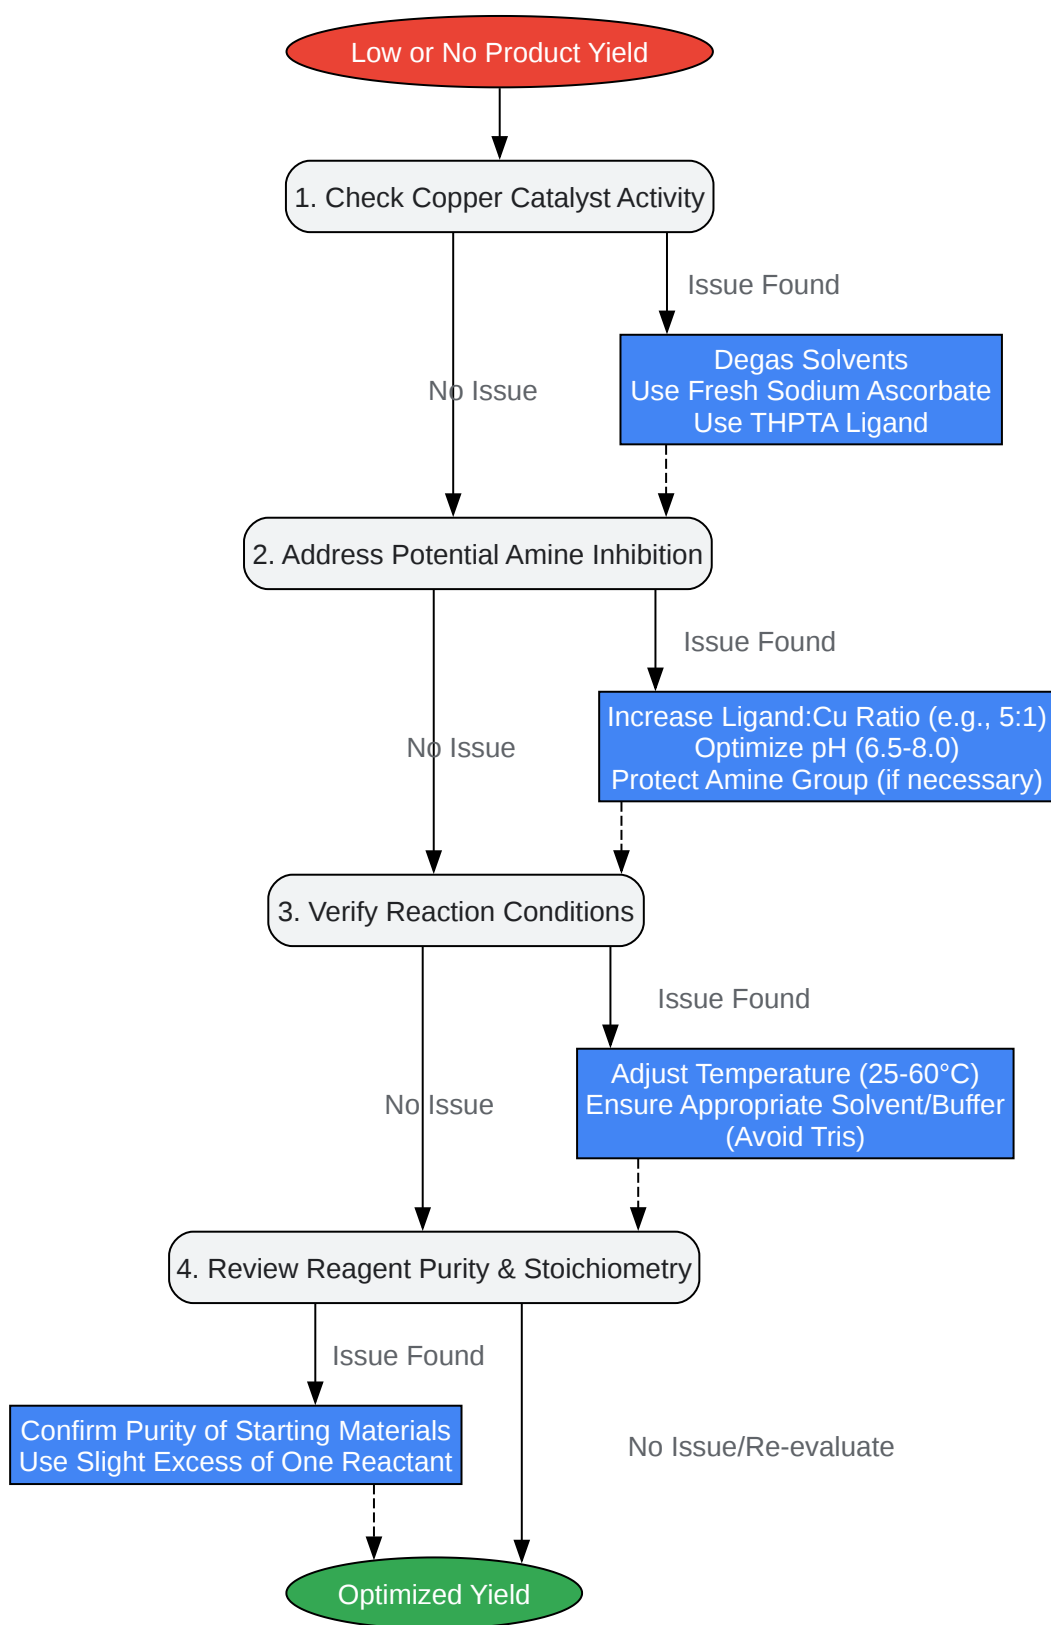 Low or No Product Yield
1. Check Copper Catalyst Activity
Issue Found
No Issue
Degas Solvents
Use Fresh Sodium Ascorbate
Use THPTA Ligand
2. Address Potential Amine Inhibition
Issue Found
No Issue
Increase Ligand:Cu Ratio (e.g., 5:1)
Optimize pH (6.5-8.0)
Protect Amine Group (if necessary)
3. Verify Reaction Conditions
Issue Found
No Issue
Adjust Temperature (25-60°C)
Ensure Appropriate Solvent/Buffer
(Avoid Tris)
4. Review Reagent Purity & Stoichiometry
Issue Found
Confirm Purity of Starting Materials
Use Slight Excess of One Reactant
No Issue/Re-evaluate
Optimized Yield